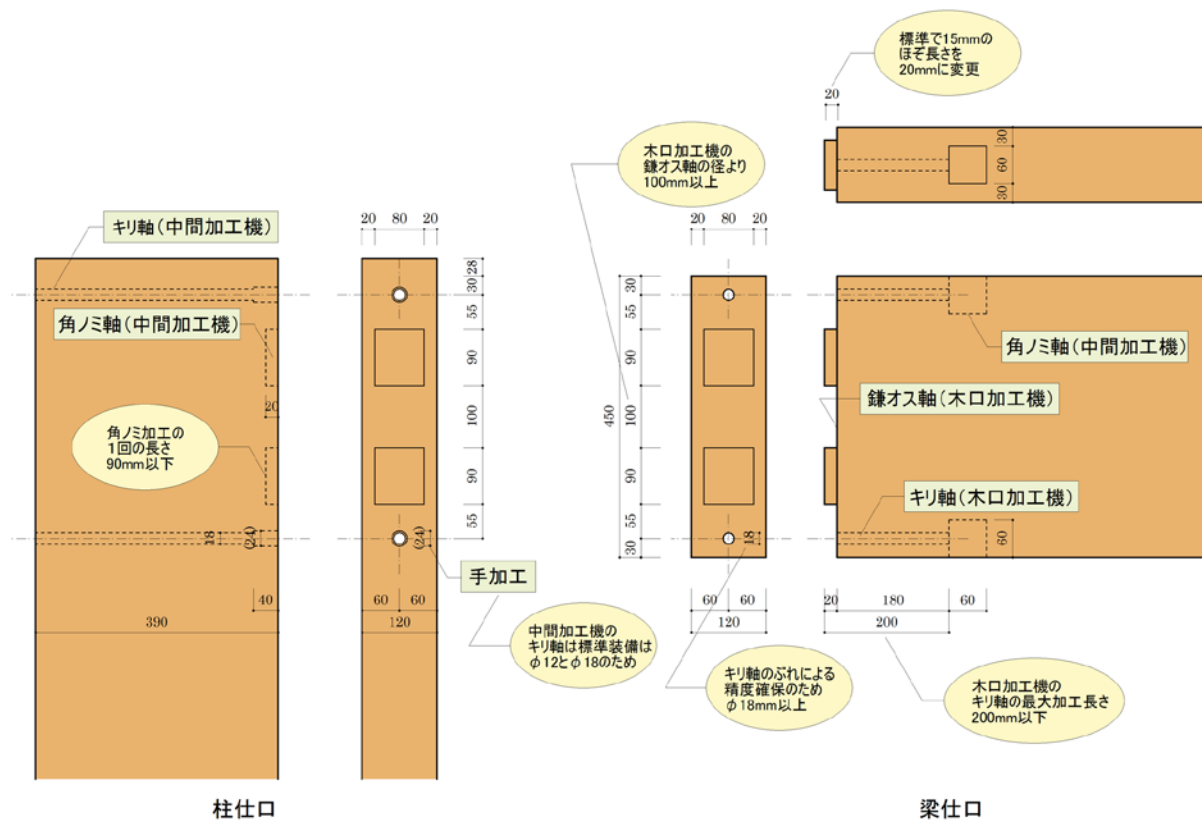 標準で15mmの
ほぞ長さを
20mmに変更
20
30
60
30
木口加工機の
鎌オス軸の径より
100mm以上
キリ軸(中間加工機)
角ノミ軸(中間加工機)
20
角ノミ加工の
1回の長さ
90mm以下
18
(24)
40
390
20 80 20
28
30
55
90
100
90
55
(24)
手加工
60 60
120
中間加工機の
キリ軸は標準装備は
φ12とφ18のため
20 80 20
30
55
90
100
90
55
30
450
18
60 60
120
キリ軸のぶれによる
精度確保のため
φ18mm以上
角ノミ軸(中間加工機)
鎌オス軸(木口加工機)
キリ軸(木口加工機)
60
20 180 60
200
木口加工機の
キリ軸の最大加工長さ
200mm以下
柱仕口
梁仕口